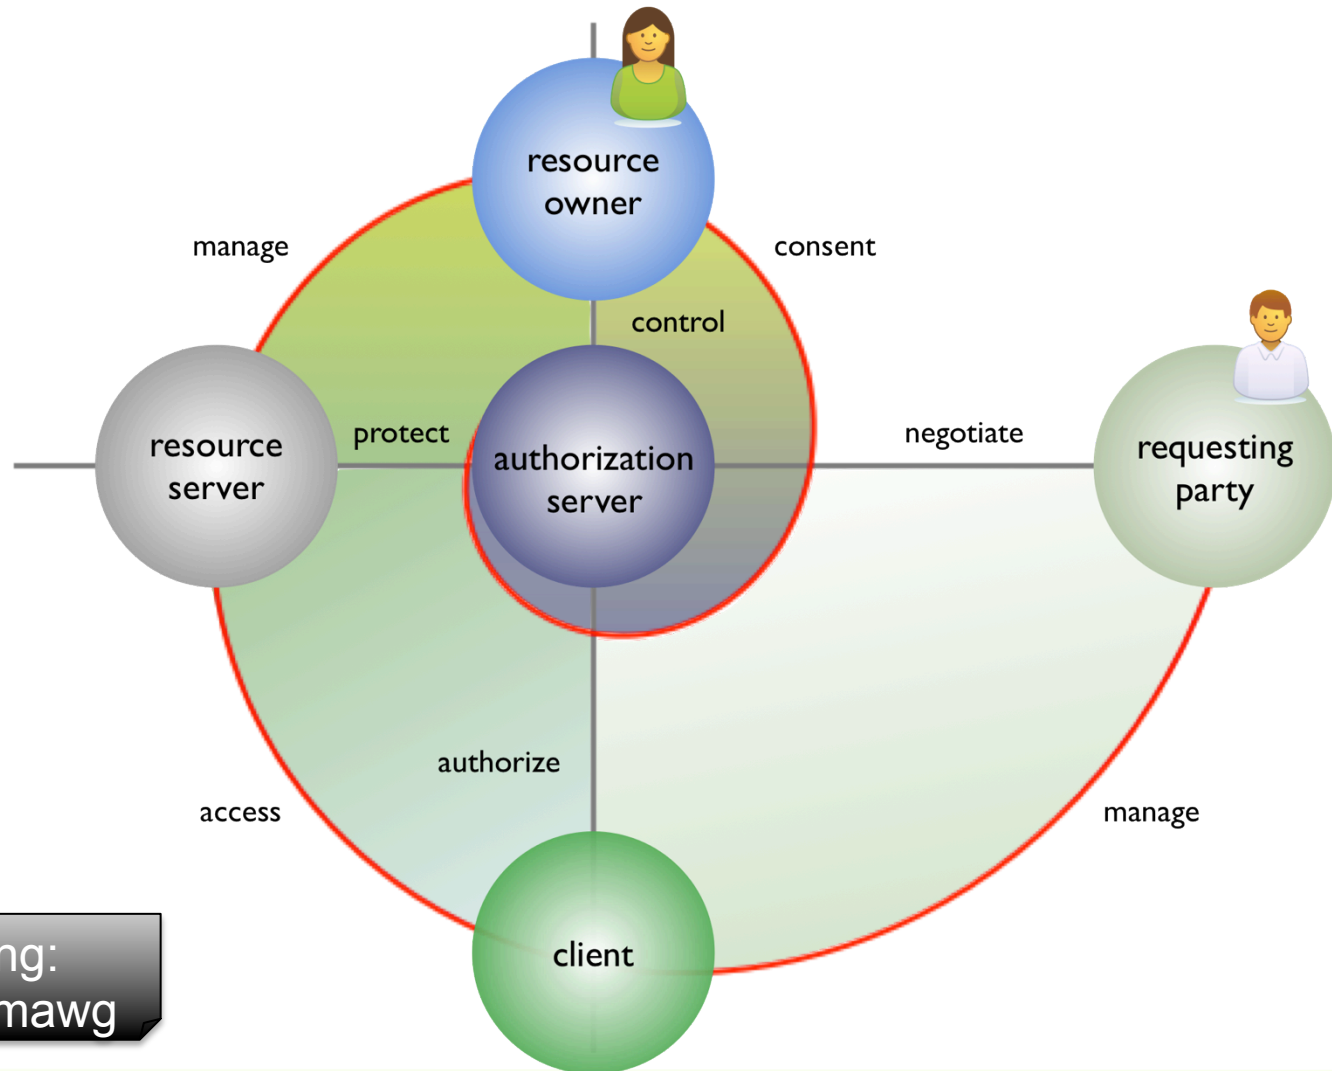 resource
owner
manage
consent
control
resource
server
protect
authorization
server
negotiate
requesting
party
authorize
access
manage
client
ng:
mawg